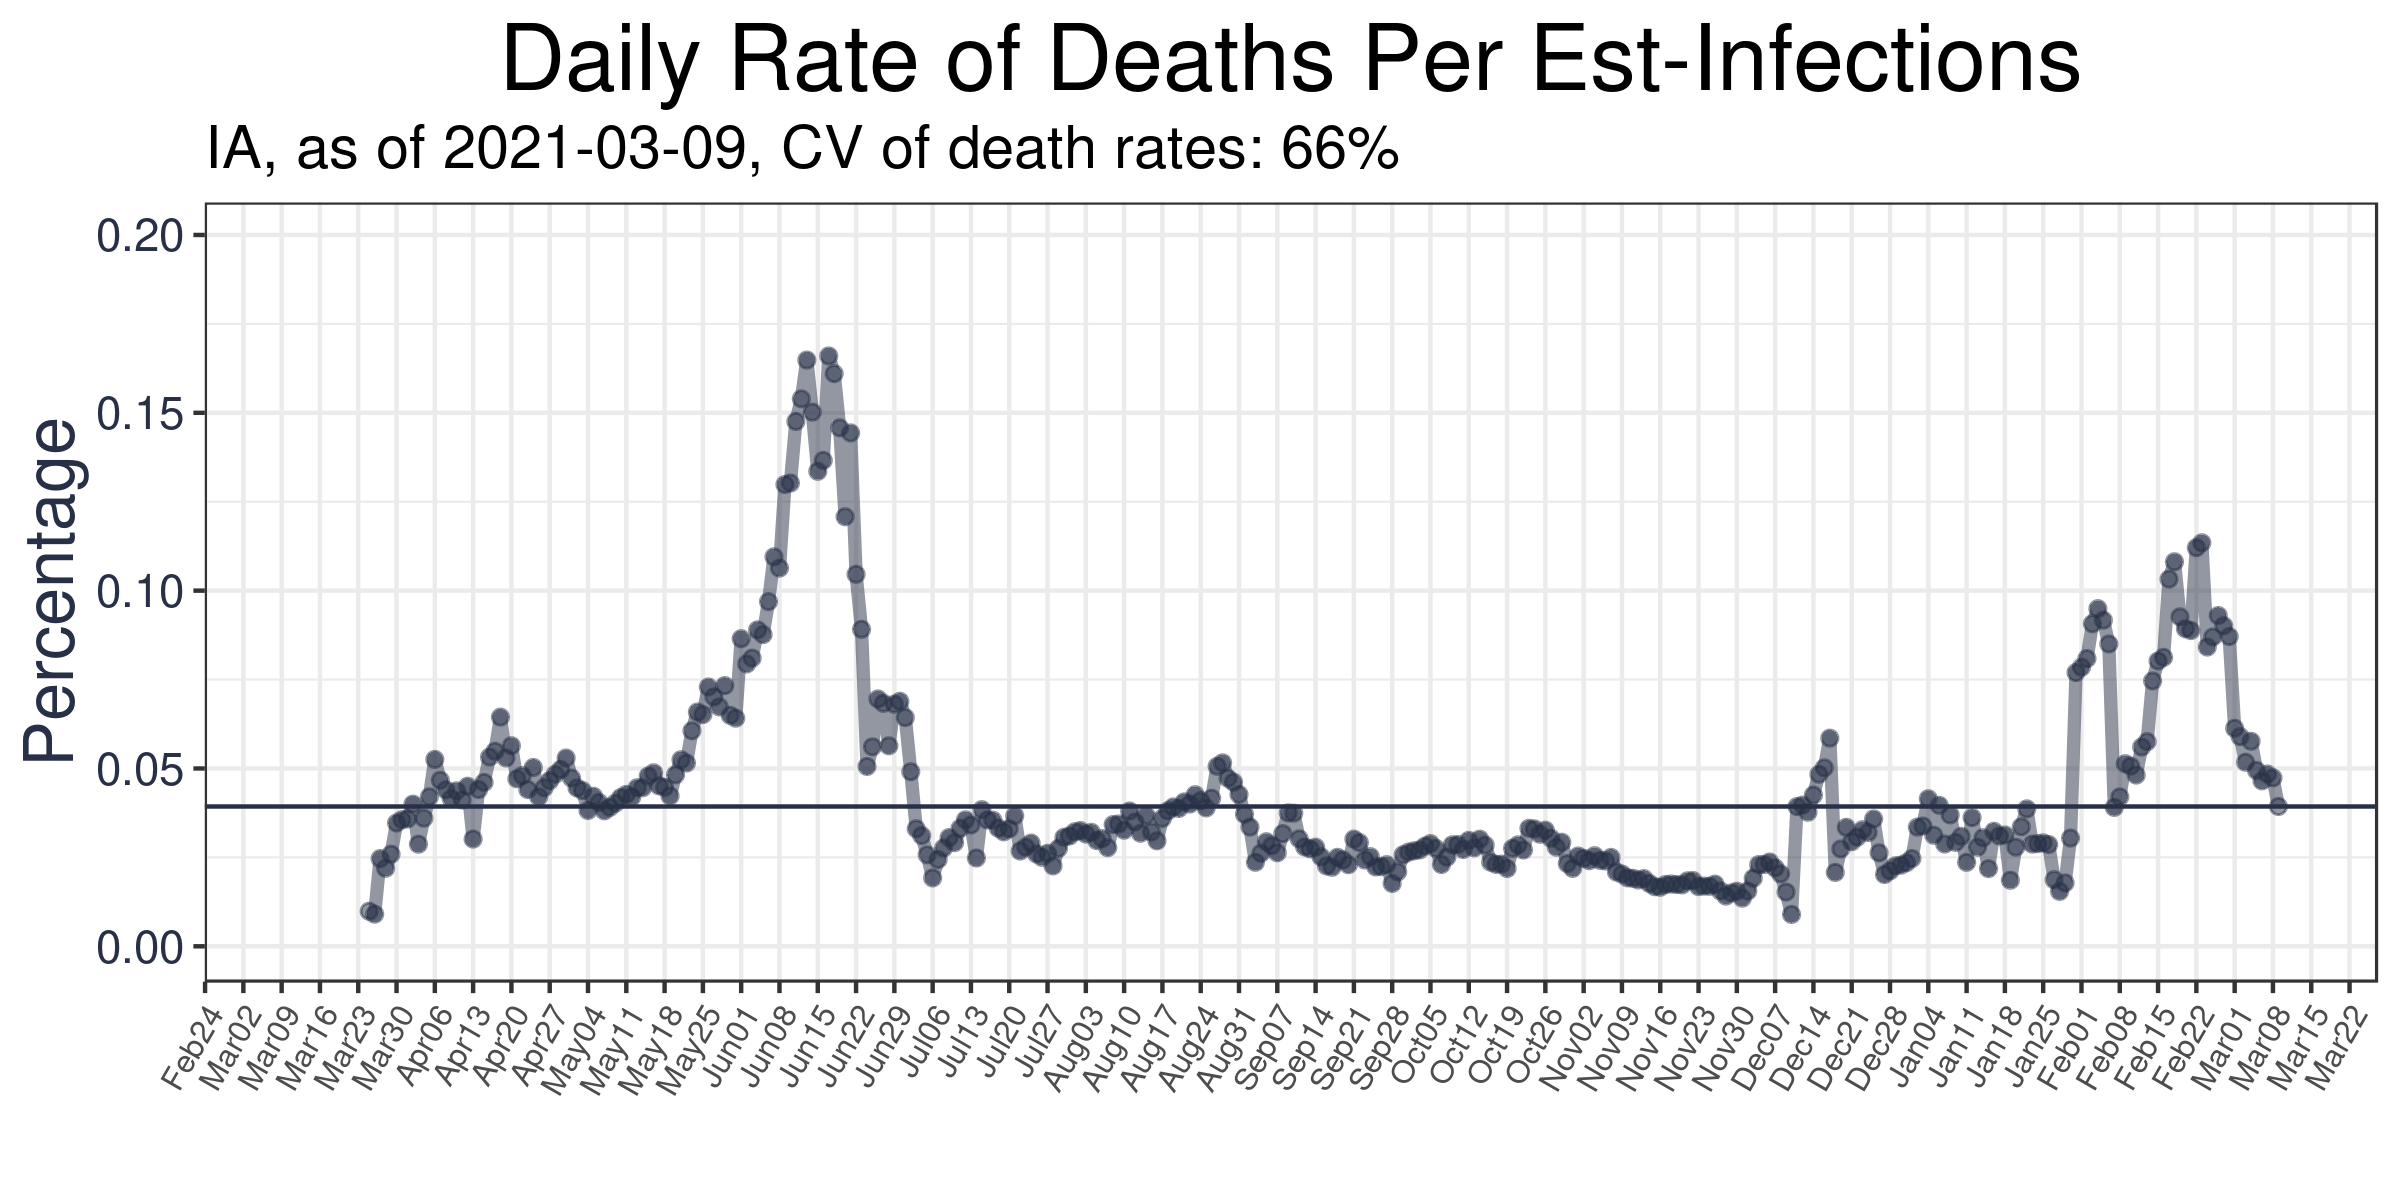 Daily Rate of Deaths Per Est-Infections
IA, as of 2021-03-09, CV of death rates: 66%
Percentage
0.20
0.15
0.10
0.05
0.00
Feb24
Mar02
Mar09
Mar16
Mar23
Mar30
Apr06
Apr13
Apr20
Apr27
May04
May11
May18
May25
Jun01
Jun08
Jun15
Jun22
Jun29
Jul06
Jul13
Jul20
Jul27
Aug03
Aug10
Aug17
Aug24
Aug31
Sep07
Sep14
Sep21
Sep28
Oct05
Oct12
Oct19
Oct26
Nov02
Nov09
Nov16
Nov23
Nov30
Dec07
Dec14
Dec21
Dec28
Jan04
Jan11
Jan18
Jan25
Feb01
Feb08
Feb15
Feb22
Mar01
Mar08
Mar15
Mar22